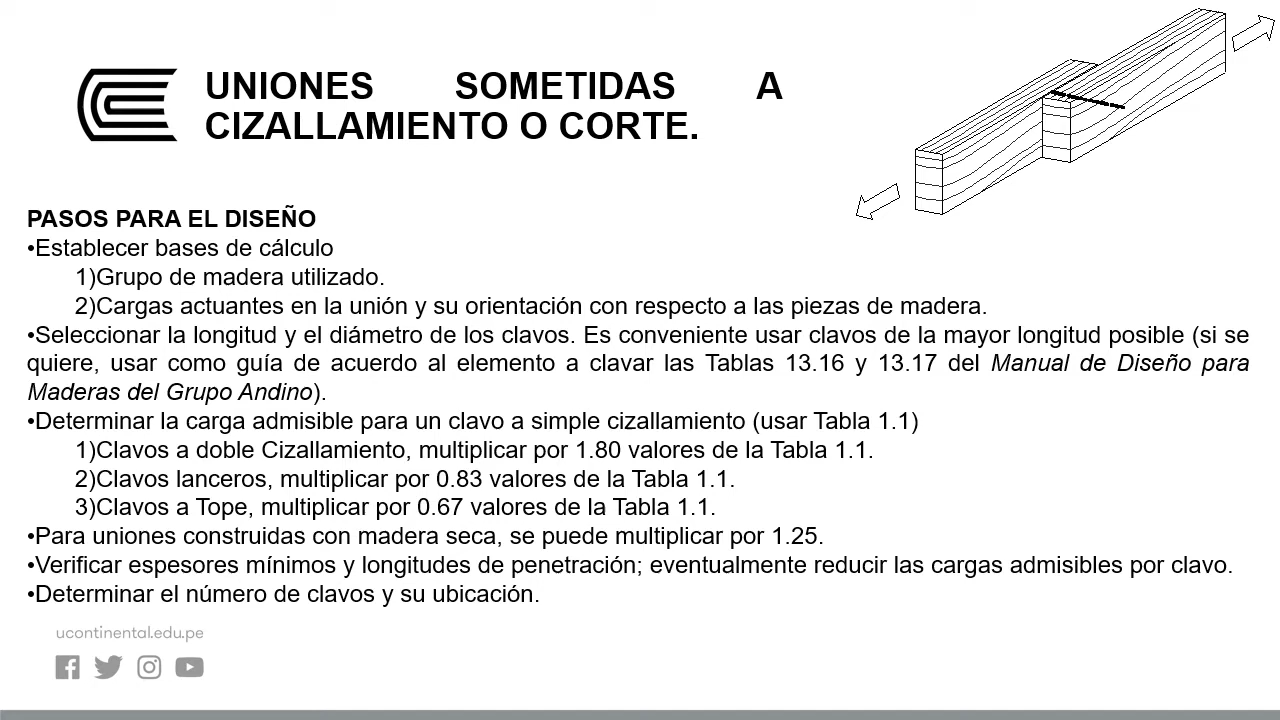 UNIONES SOMETIDAS A
CIZALLAMIENTO O CORTE.
PASOS PARA EL DISEÑO
•Establecer bases de cálculo
1)Grupo de madera utilizado.
2)Cargas actuantes en la unión y su orientación con respecto a las piezas de madera.
•Seleccionar la longitud y el diámetro de los clavos. Es conveniente usar clavos de la mayor longitud posible (si se
quiere, usar como guía de acuerdo al elemento a clavar las Tablas 13.16 y 13.17 del Manual de Diseño para
Maderas del Grupo Andino).
•Determinar la carga admisible para un clavo a simple cizallamiento (usar Tabla 1.1)
1)Clavos a doble Cizallamiento, multiplicar por 1.80 valores de la Tabla 1.1.
2)Clavos lanceros, multiplicar por 0.83 valores de la Tabla 1.1.
3)Clavos a Tope, multiplicar por 0.67 valores de la Tabla 1.1.
•Para uniones construidas con madera seca, se puede multiplicar por 1.25.
•Verificar espesores mínimos y longitudes de penetración; eventualmente reducir las cargas admisibles por clavo.
•Determinar el número de clavos y su ubicación.
ucontinental.edu.pe